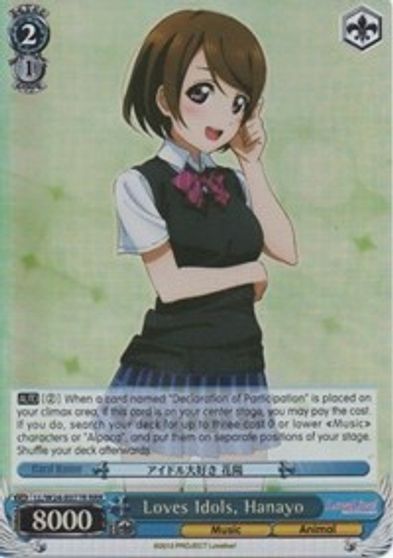 2
1
AUTO [②] When a card named "Declaration of Participation" is placed
on your climax area, if this card is on your center stage, you may pay the cost.
If you do, search your deck for up to three cost 0 or lower <Music>
characters or "Alpaca", and put them on separate positions of your stage.
Shuffle your deck afterwards.
Card Name アイドル大好き 花陽
8000
Loves Idols, Hanayo
Music Animal
©2013 PROJECT Lovelive!